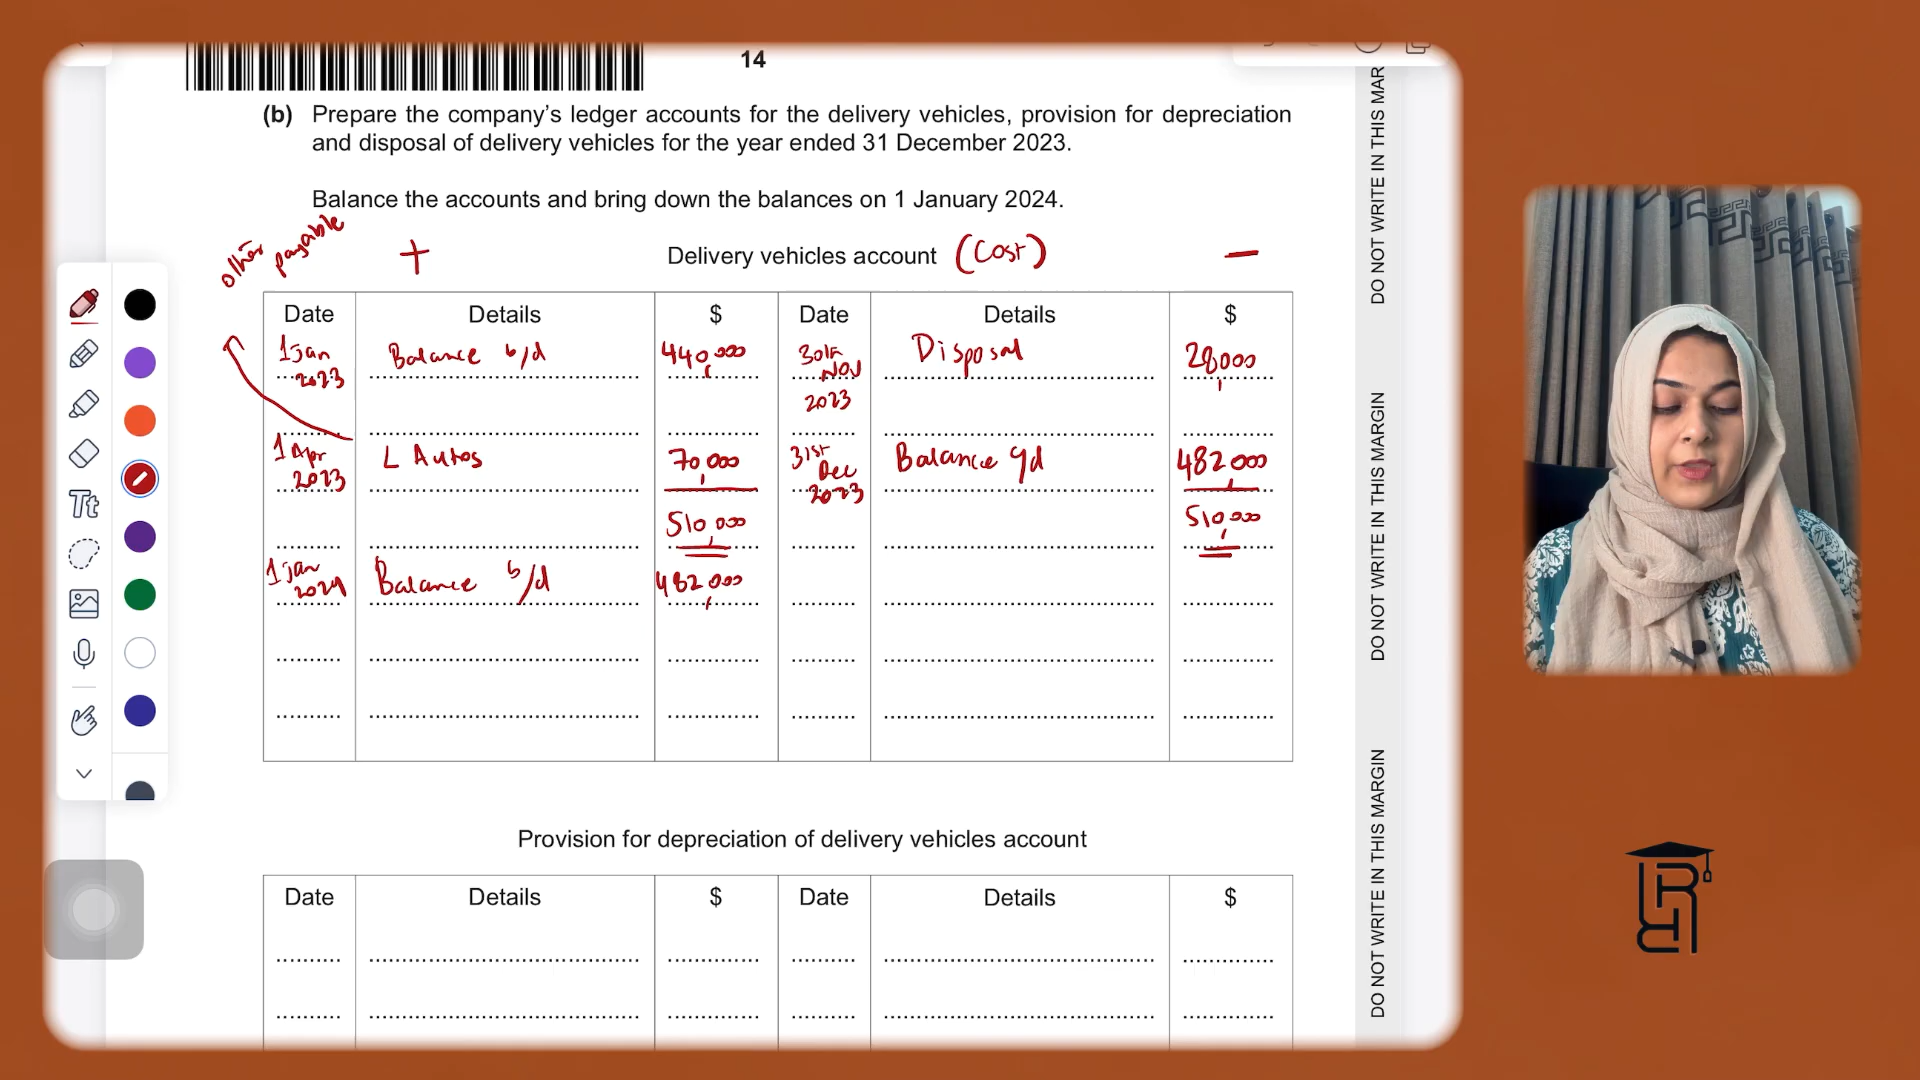 14
(b) Prepare the company's ledger accounts for the delivery vehicles, provision for depreciation
and disposal of delivery vehicles for the year ended 31 December 2023.
Balance the accounts and bring down the balances on 1 January 2024.
other payable
+ Delivery vehicles account (Cost) −
Date Details $ Date Details $
1 Jan 2023 Balance b/d 440,000 30th Nov 2023 Disposal 28,000
1 Apr 2023 L Autos 70,000 31st Dec 2023 Balance c/d 482,000
510,000 510,000
1 Jan 2024 Balance b/d 482,000
Provision for depreciation of delivery vehicles account
Date Details $ Date Details $
DO NOT WRITE IN THIS MAR
DO NOT WRITE IN THIS MARGIN
DO NOT WRITE IN THIS MARGIN
Tt